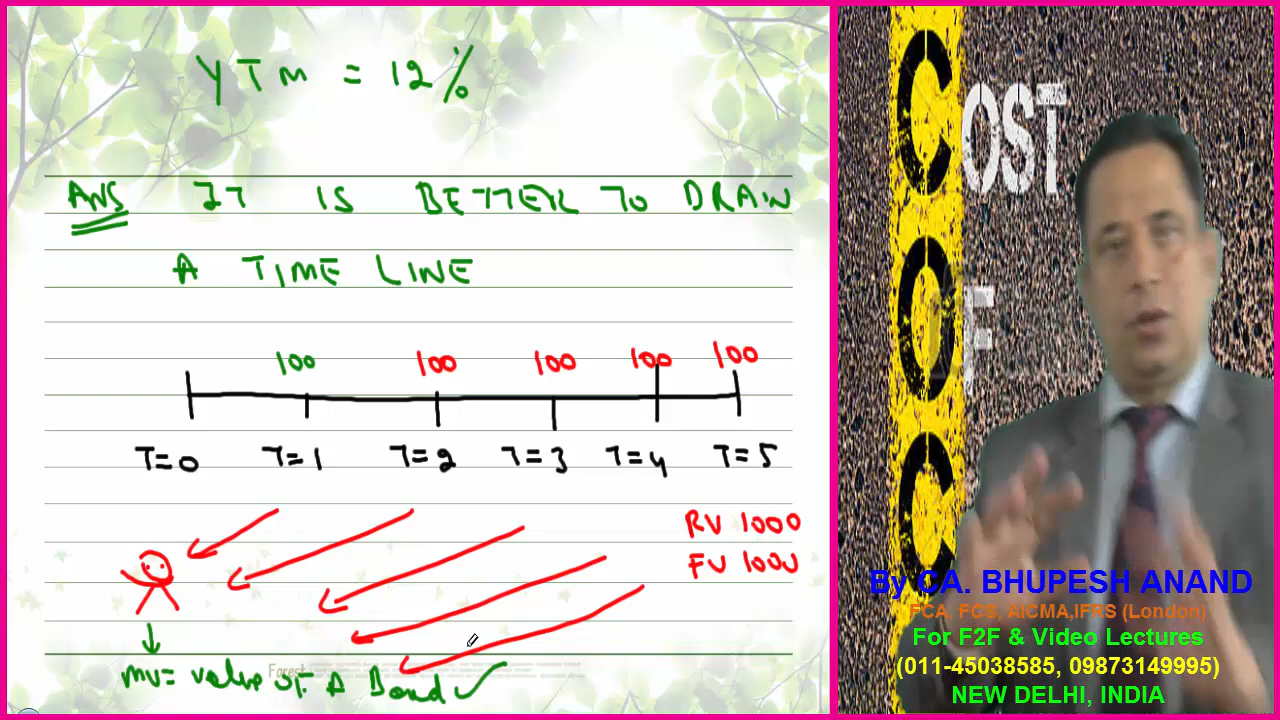 YTM = 12%
ANS IT IS BETTER TO DRAW
A TIME LINE
100 100 100 100 100
T=0 T=1 T=2 T=3 T=4 T=5
RV 1000
FV 1000
MV = value of A Bond ✓
Forest
COST
OF
C
By CA. BHUPESH ANAND
FCA, FCS, AICMA,IFRS (London)
For F2F & Video Lectures
(011-45038585, 09873149995)
NEW DELHI, INDIA